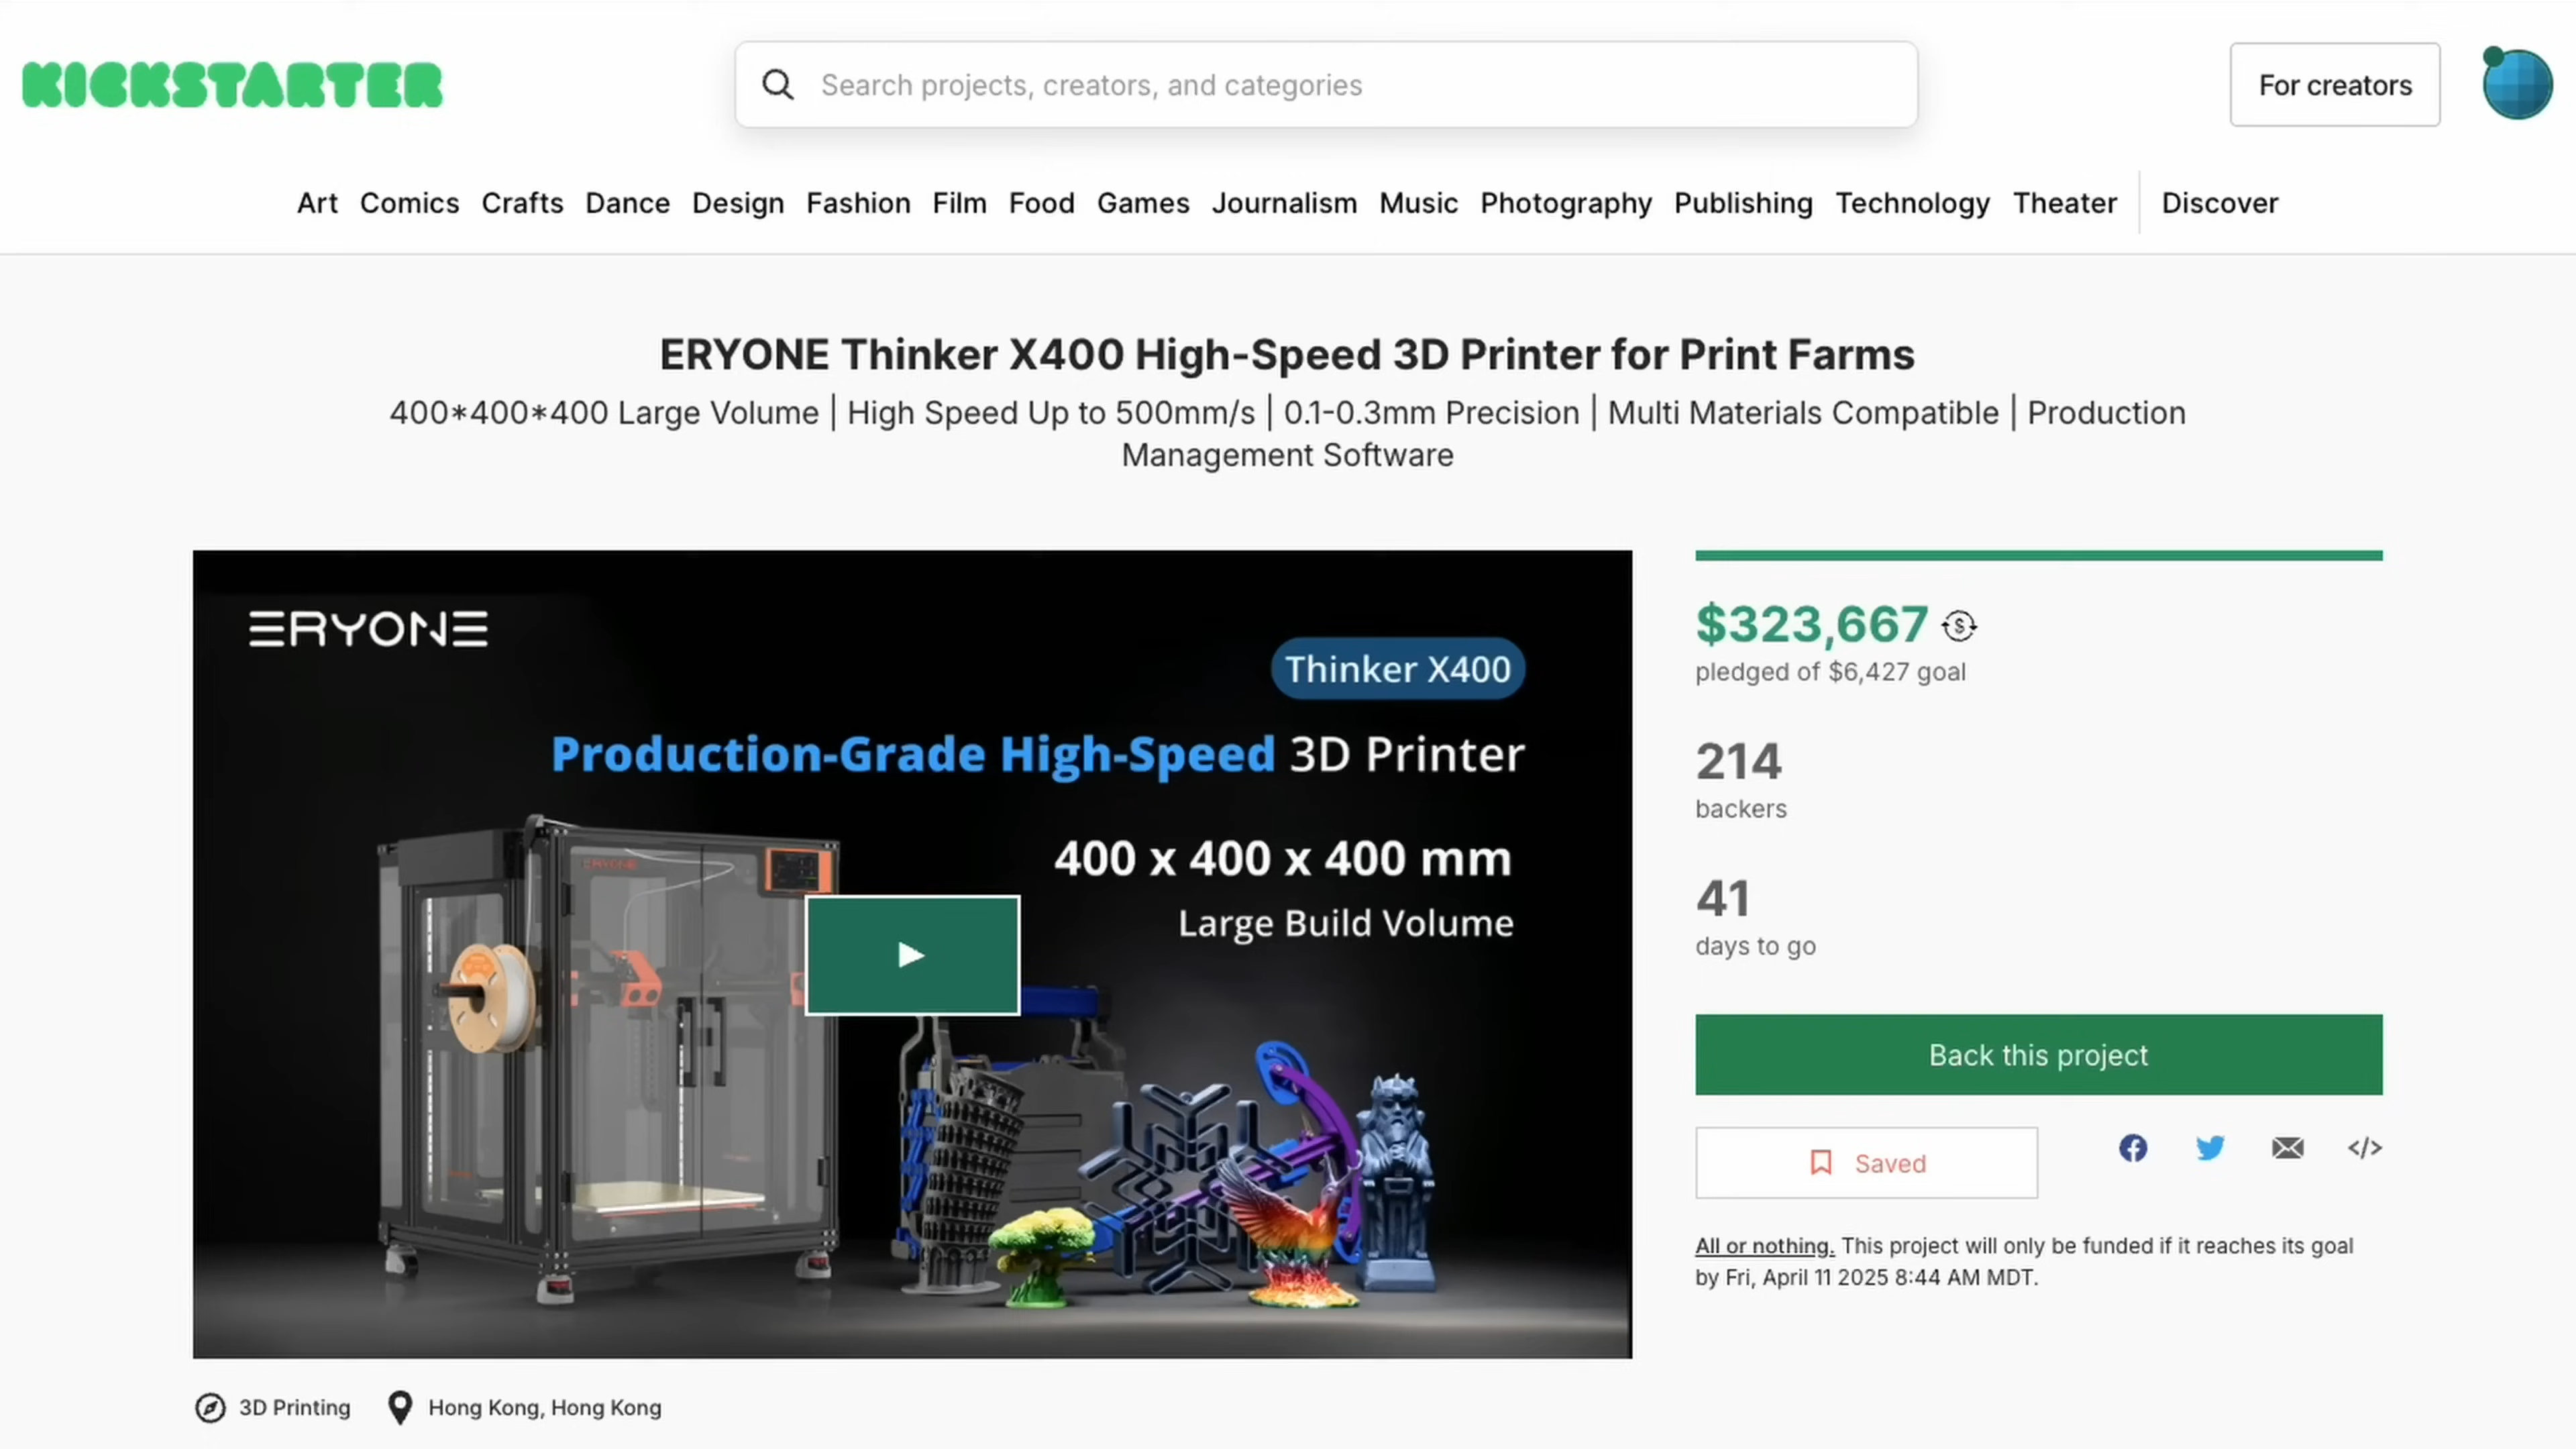 KICKSTARTER
Search projects, creators, and categories
For creators
Art Comics Crafts Dance Design Fashion Film Food Games Journalism Music Photography Publishing Technology Theater Discover
ERYONE Thinker X400 High-Speed 3D Printer for Print Farms
400*400*400 Large Volume | High Speed Up to 500mm/s | 0.1-0.3mm Precision | Multi Materials Compatible | Production
Management Software
ERYONE
Thinker X400
Production-Grade High-Speed 3D Printer
400 x 400 x 400 mm
Large Build Volume
ERYONE
$323,667
pledged of $6,427 goal
214
backers
41
days to go
Back this project
Saved
All or nothing. This project will only be funded if it reaches its goal
by Fri, April 11 2025 8:44 AM MDT.
3D Printing
Hong Kong, Hong Kong